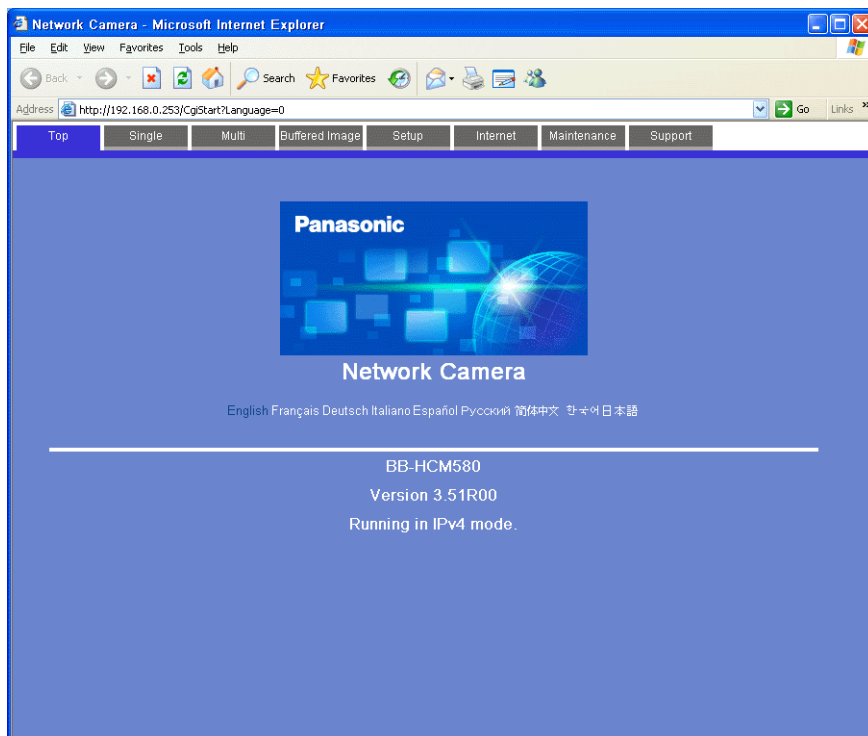 Network Camera - Microsoft Internet Explorer
File Edit View Favorites Tools Help
Back Search Favorites
Address http://192.168.0.253/CgiStart?Language=0 Go Links »
Top Single Multi Buffered Image Setup Internet Maintenance Support
Panasonic
Network Camera
English Français Deutsch Italiano Español Русский 简体中文 한국어 日本語
BB-HCM580
Version 3.51R00
Running in IPv4 mode.